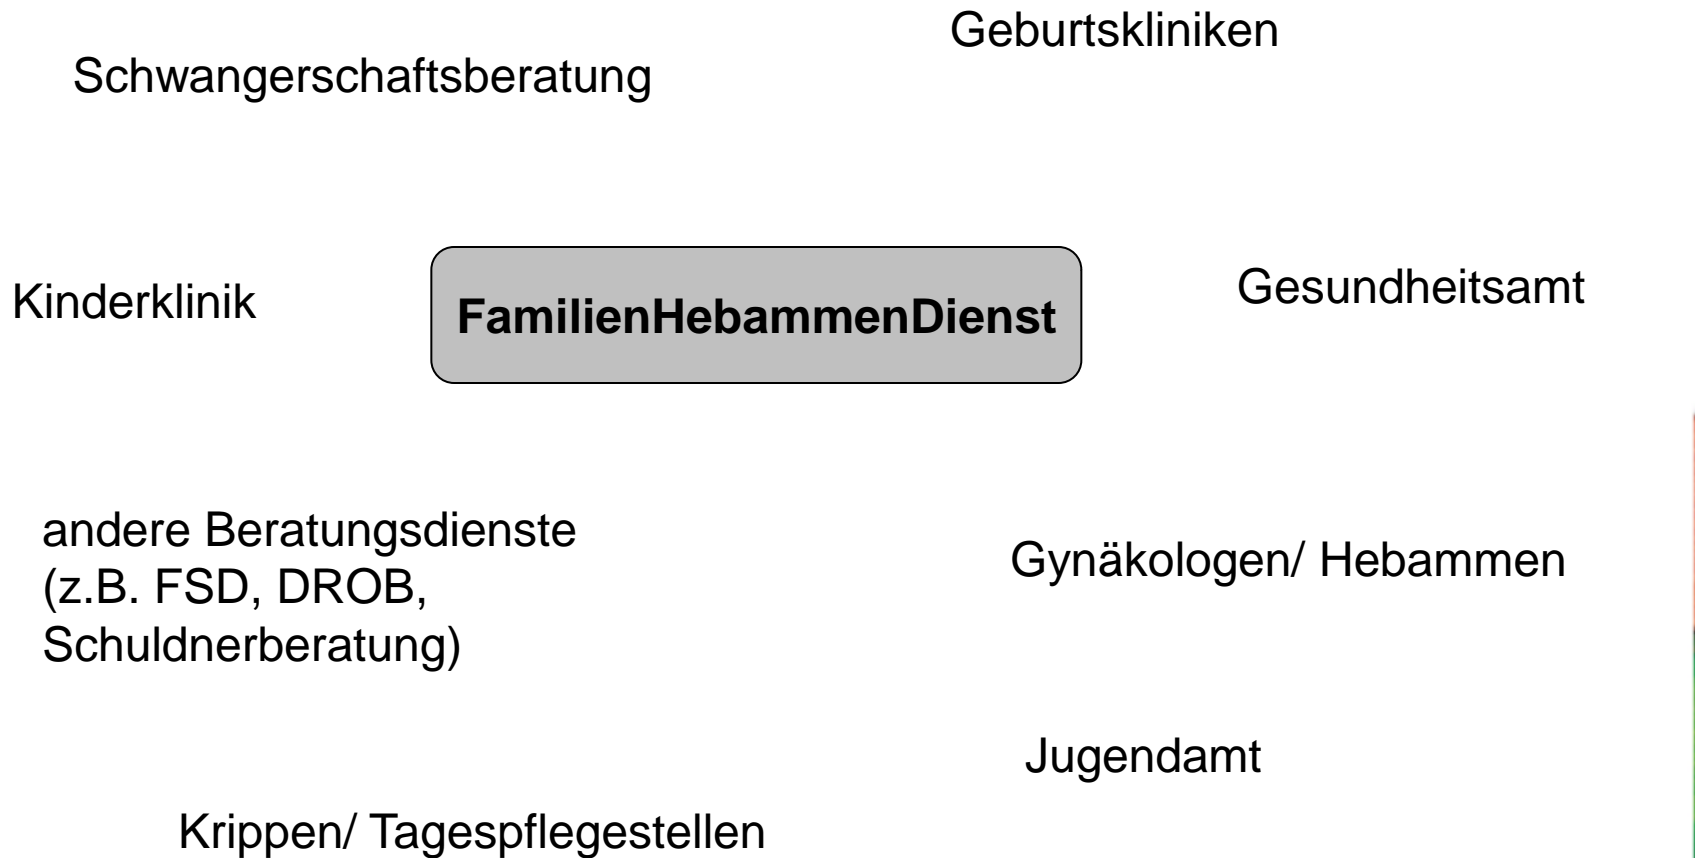 Geburtskliniken
Schwangerschaftsberatung
Kinderklinik
FamilienHebammenDienst
Gesundheitsamt
andere Beratungsdienste
(z.B. FSD, DROB,
Schuldnerberatung)
Gynäkologen/ Hebammen
Jugendamt
Krippen/ Tagespflegestellen